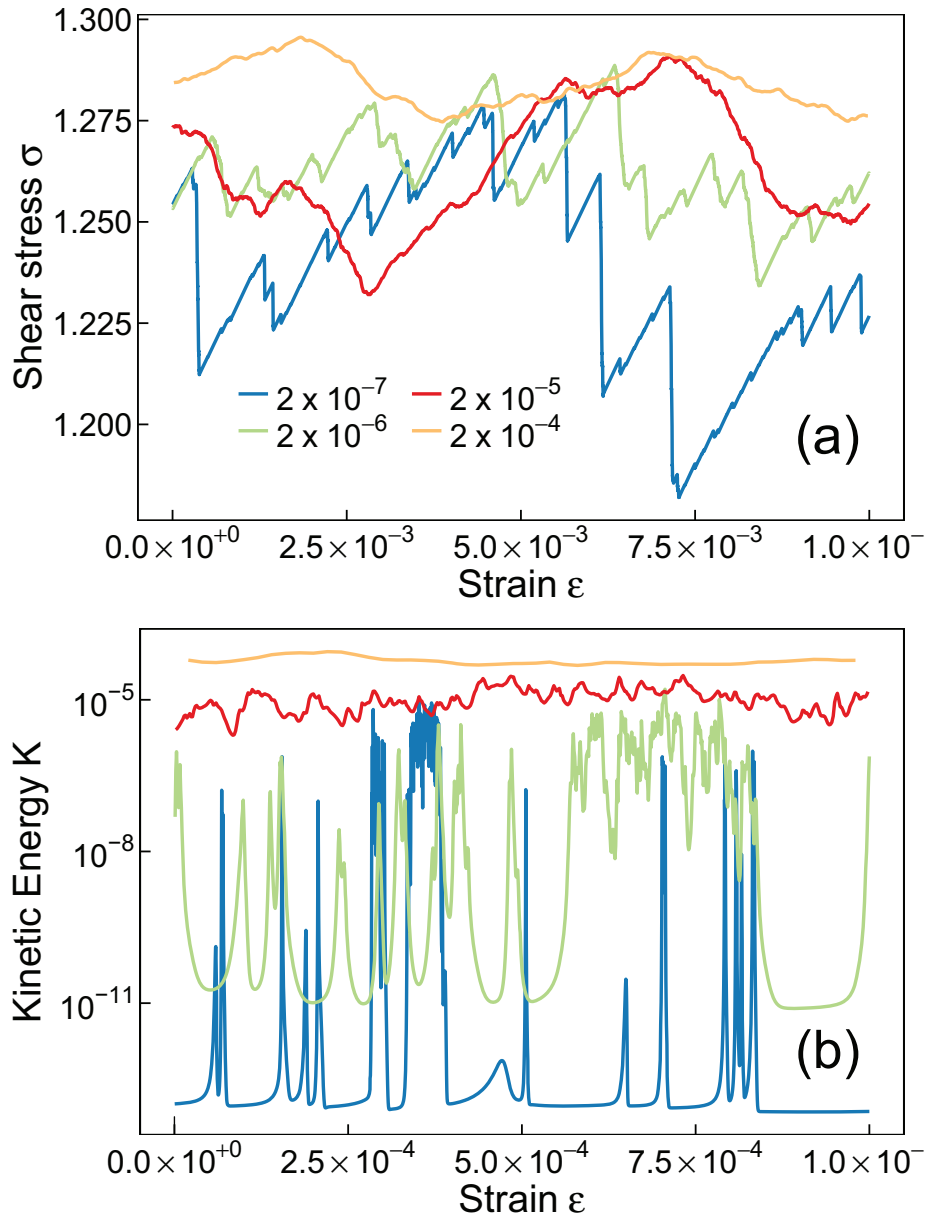 1.300
1.275
1.250
1.225
1.200
Shear stress σ
2 x 10⁻⁷
2 x 10⁻⁵
2 x 10⁻⁶
2 x 10⁻⁴
(a)
0.0×10⁺⁰ 2.5×10⁻³ 5.0×10⁻³ 7.5×10⁻³ 1.0×10⁻
Strain ε
10⁻⁵
10⁻⁸
10⁻¹¹
Kinetic Energy K
(b)
0.0×10⁺⁰ 2.5×10⁻⁴ 5.0×10⁻⁴ 7.5×10⁻⁴ 1.0×10⁻
Strain ε